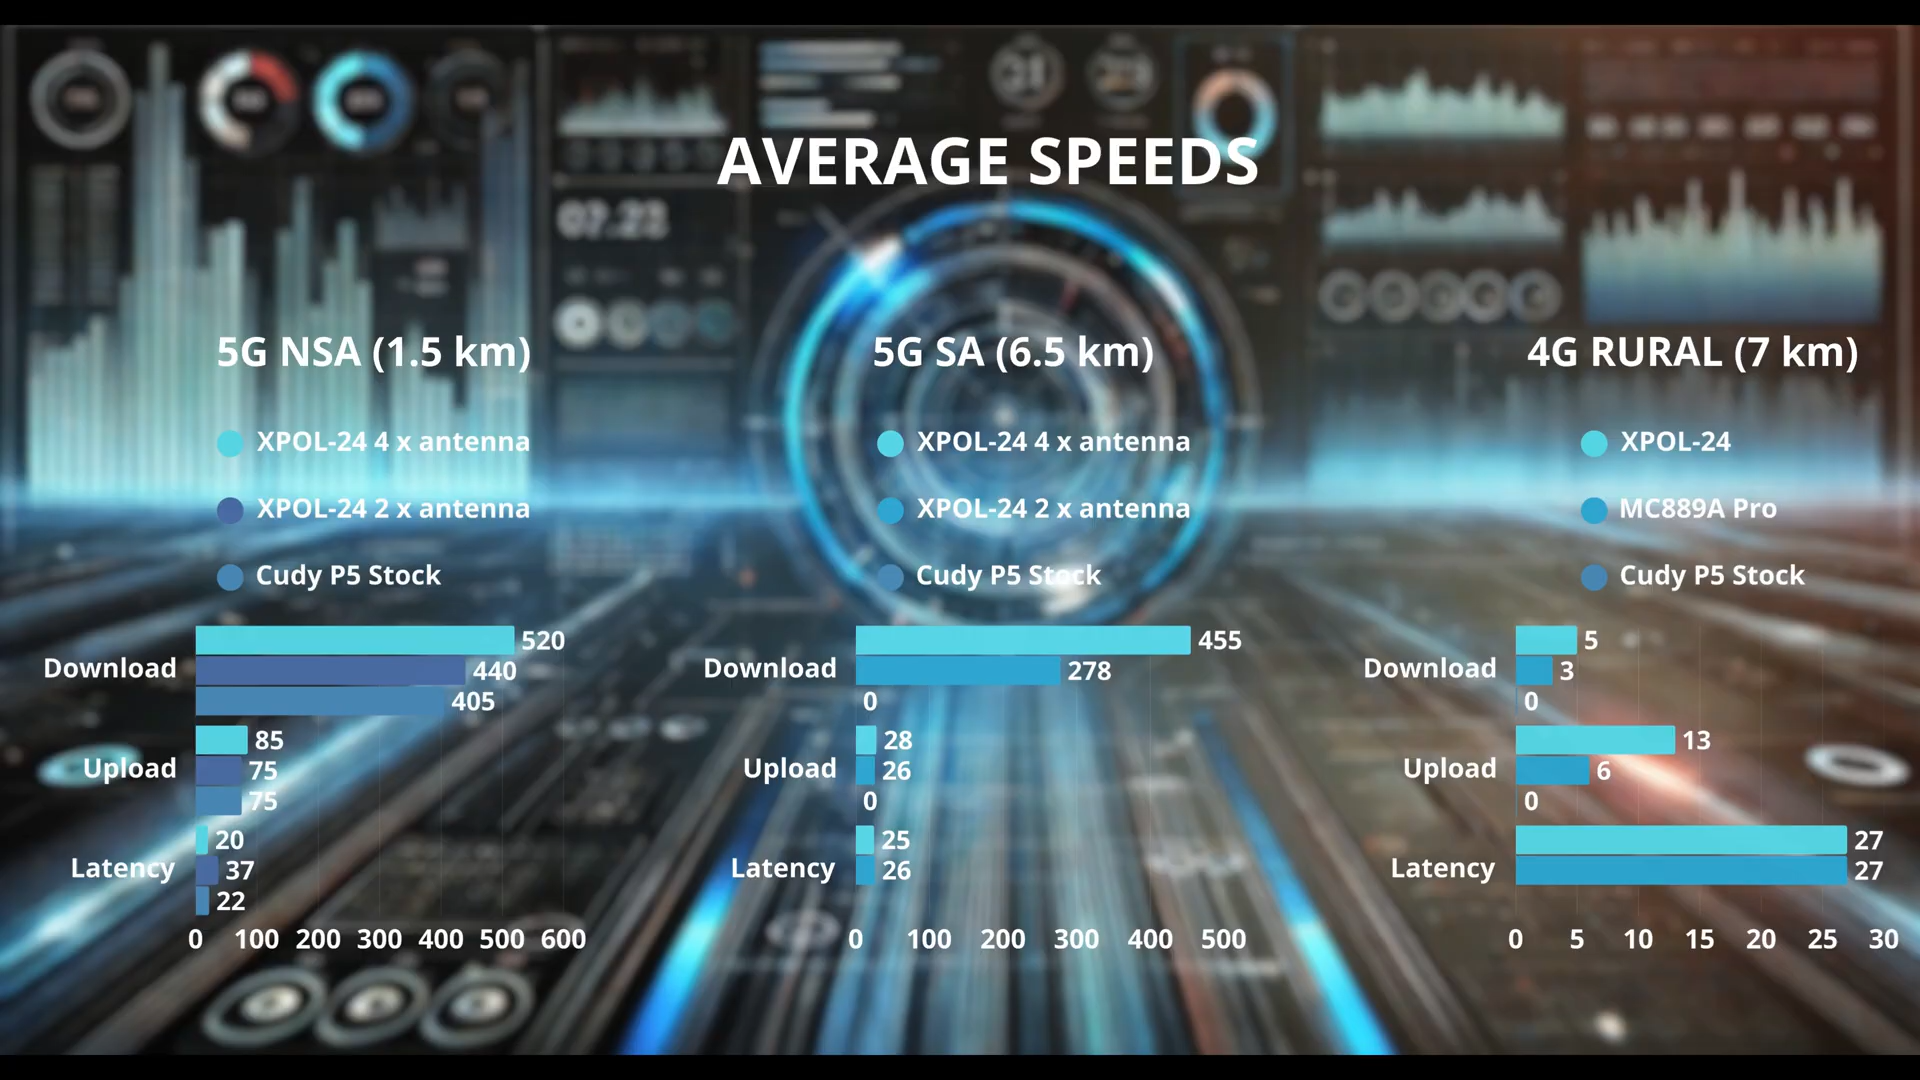 AVERAGE SPEEDS
07.23
5G NSA (1.5 km)
XPOL-24 4 x antenna
XPOL-24 2 x antenna
Cudy P5 Stock
Download
520
440
405
Upload
85
75
75
Latency
20
37
22
0 100 200 300 400 500 600
5G SA (6.5 km)
XPOL-24 4 x antenna
XPOL-24 2 x antenna
Cudy P5 Stock
Download
455
278
0
Upload
28
26
0
Latency
25
26
0 100 200 300 400 500
4G RURAL (7 km)
XPOL-24
MC889A Pro
Cudy P5 Stock
Download
5
3
0
Upload
13
6
0
Latency
27
27
0 5 10 15 20 25 30